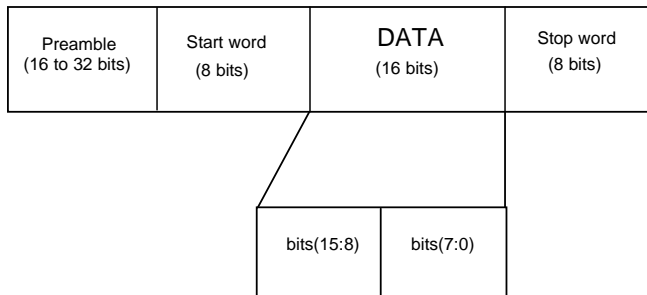 Preamble
(16 to 32 bits)
Start word
(8 bits)
DATA
(16 bits)
Stop word
(8 bits)
bits(15:8)
bits(7:0)